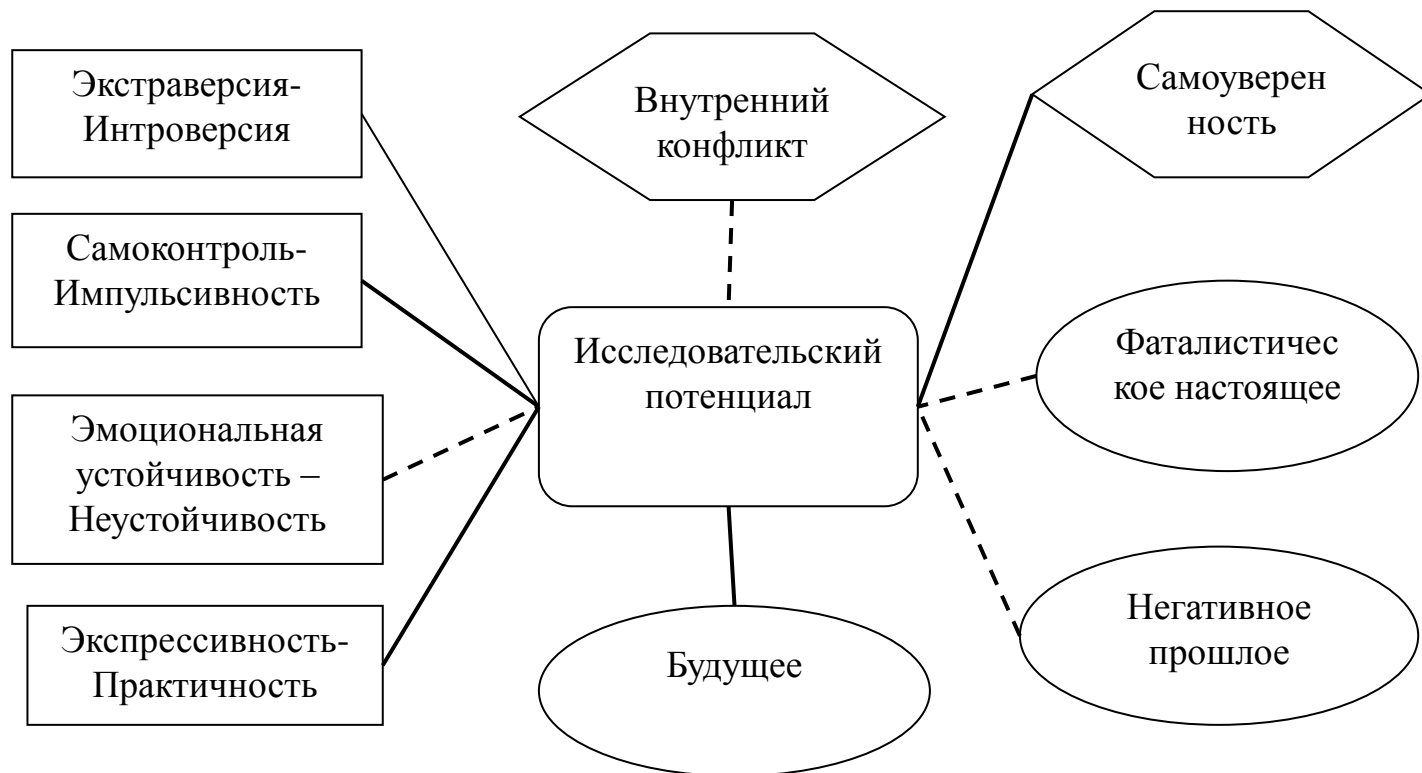 Экстраверсия-
Интроверсия
Самоконтроль-
Импульсивность
Эмоциональная
устойчивость –
Неустойчивость
Экспрессивность-
Практичность
Внутренний
конфликт
Исследовательский
потенциал
Будущее
Самоуверен
ность
Фаталистичес
кое настоящее
Негативное
прошлое